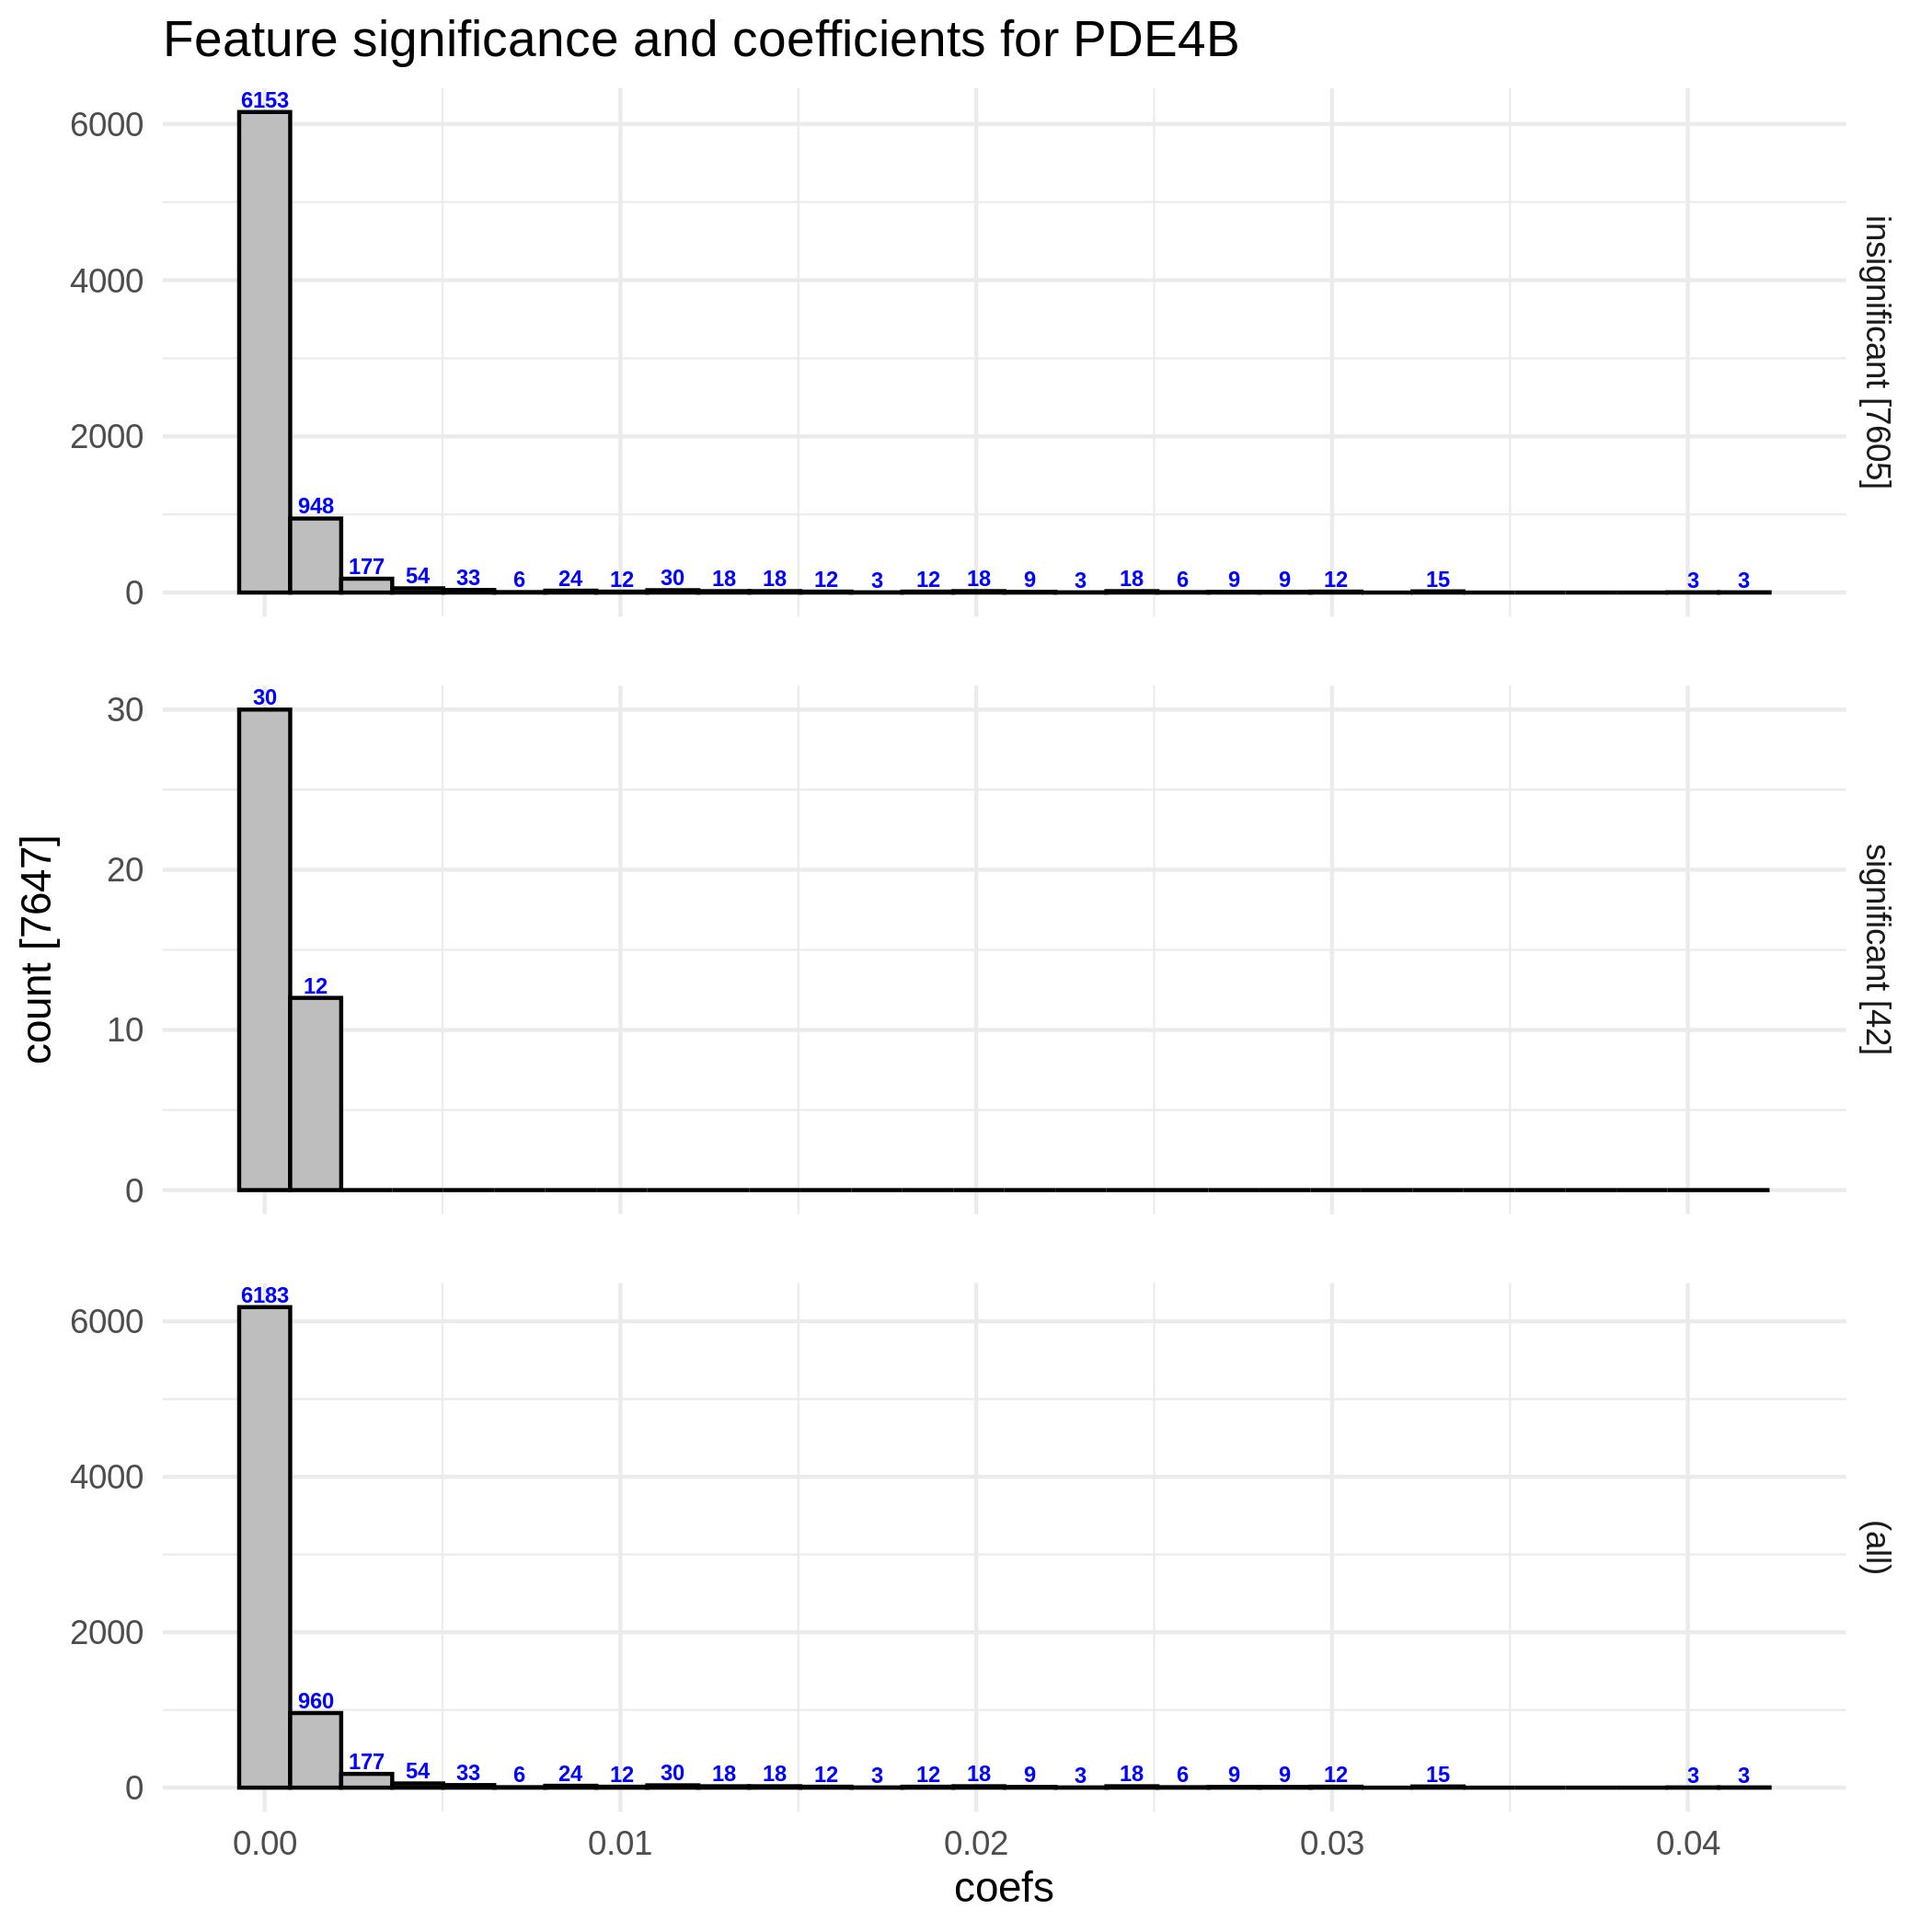 Feature significance and coefficients for PDE4B
6153
6000
4000
2000
948
177 54 33 6 24 12 30 18 18 12 3 12 18 9 3 18 6 9 9 12 15 3 3
0
insignificant [7605]
count [7647]
30
30
20
12
10
0
significant [42]
6183
6000
4000
2000
960
177 54 33 6 24 12 30 18 18 12 3 12 18 9 3 18 6 9 9 12 15 3 3
0
(all)
0.00 0.01 0.02 0.03 0.04
coefs